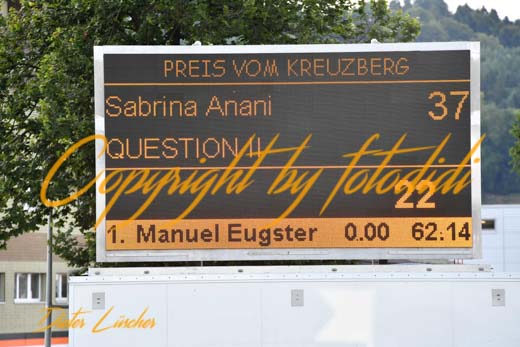 PREIS VOM KREUZBERG
Sabrina Anani 37
QUESTION II
Copyright by fotodidi
22
1. Manuel Eugster 0.00 62.14
Dieter Lüscher